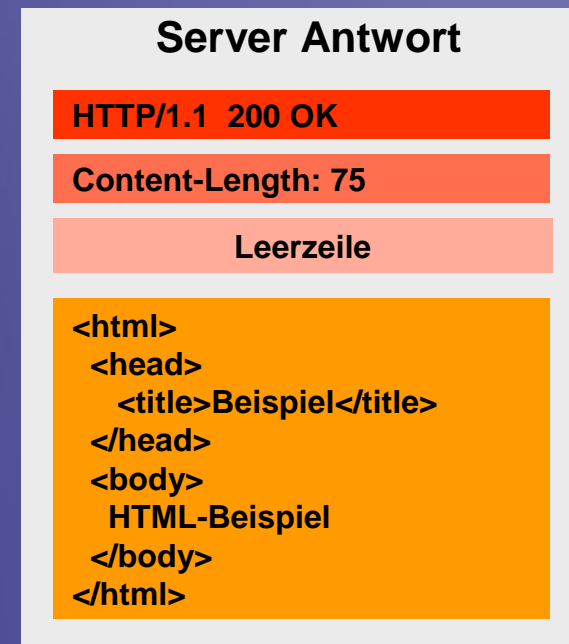 Server Antwort
HTTP/1.1  200 OK
Content-Length: 75
Leerzeile
<html>
  <head>
    <title>Beispiel</title>
  </head>
  <body>
    HTML-Beispiel
  </body>
</html>